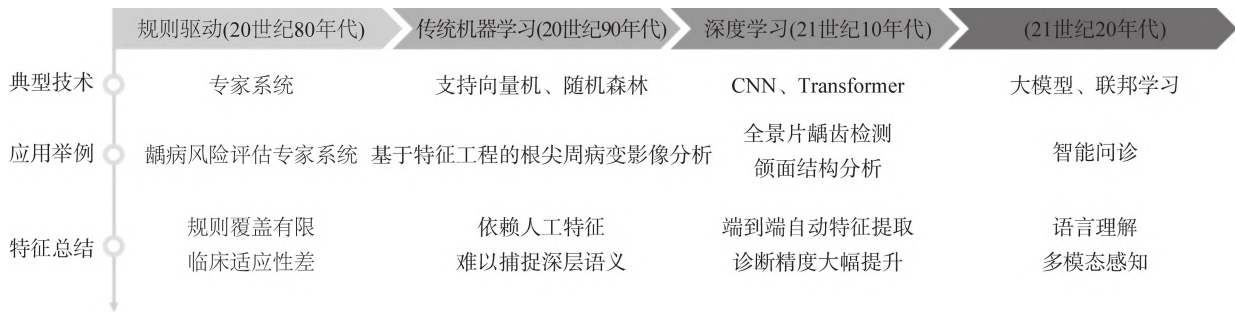 规则驱动(20世纪80年代) 传统机器学习(20世纪90年代) 深度学习(21世纪10年代) (21世纪20年代)
典型技术 专家系统 支持向量机、随机森林 CNN、Transformer 大模型、联邦学习
应用举例 龋病风险评估专家系统 基于特征工程的根尖周病变影像分析 全景片龋齿检测 智能问诊
颌面结构分析
特征总结 规则覆盖有限 依赖人工特征 端到端自动特征提取 语言理解
临床适应性差 难以捕捉深层语义 诊断精度大幅提升 多模态感知